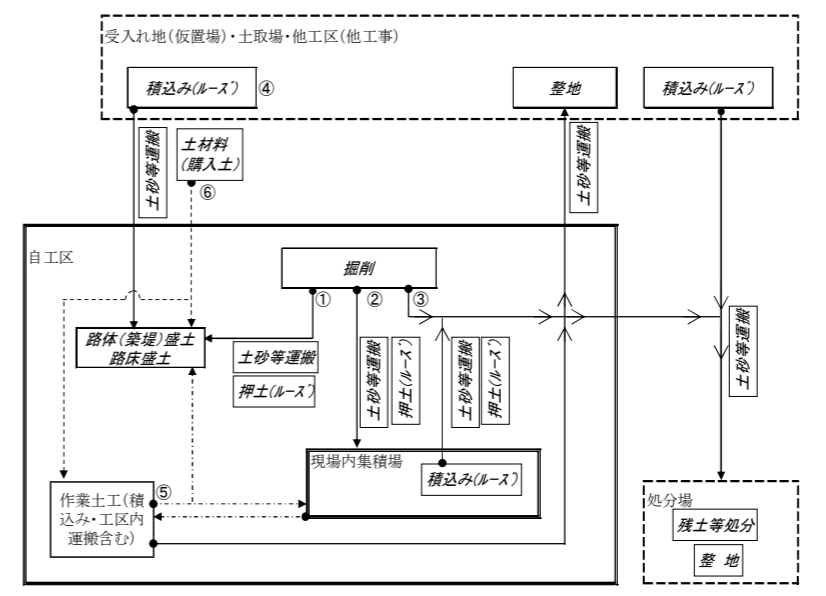 受入れ地(仮置場)・土取場・他工区(他工事)
積込み(ルーズ)
④
整地
積込み(ルーズ)
土砂等運搬
土材料
(購入土)
⑥
土砂等運搬
自工区
掘削
①
②
③
路体(築堤)盛土
路床盛土
土砂等運搬
押土(ルーズ)
土砂等運搬
押土(ルーズ)
土砂等運搬
押土(ルーズ)
土砂等運搬
現場内集積場
積込み(ルーズ)
作業土工(積
込み・工区内
運搬含む)
⑤
処分場
残土等処分
整 地